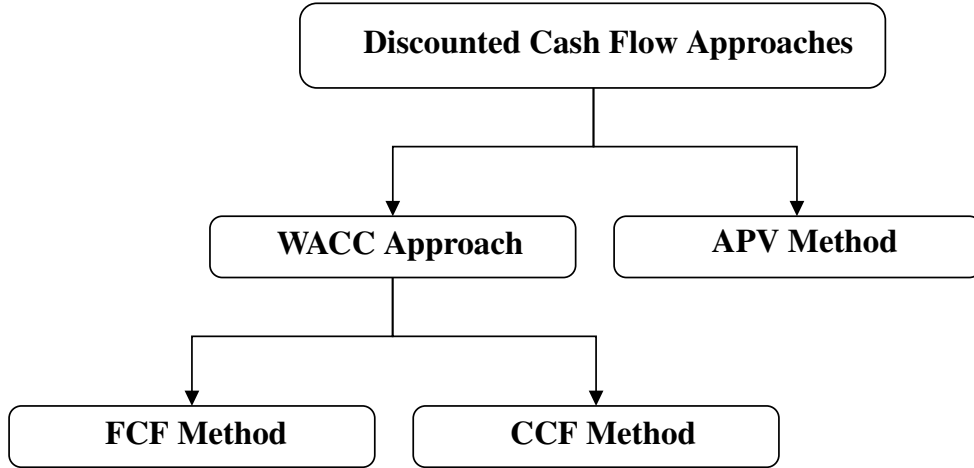 Discounted Cash Flow Approaches
WACC Approach
APV Method
FCF Method
CCF Method